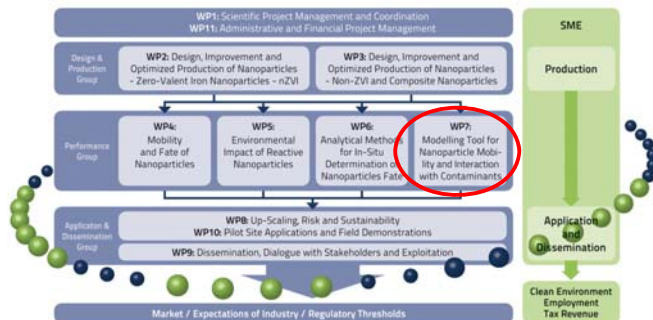 WP1: Scientific Project Management and Coordination
WP11: Administrative and Financial Project Management
Design &
Production
Group
WP2: Design, Improvement and
Optimized Production of Nanoparticles
- Zero-Valent Iron Nanoparticles - nZVI
WP3: Design, Improvement and
Optimized Production of Nanoparticles
- Non-ZVI and Composite Nanoparticles
Performance
Group
WP4:
Mobility
and Fate of
Nanoparticles
WP5:
Environmental
Impact of Reactive
Nanoparticles
WP6:
Analytical Methods
for In-Situ
Determination of
Nanoparticles Fate
WP7:
Modelling Tool for
Nanoparticle Mobi-
lity and Interaction
with Contaminants
Applicaton &
Dissemination
Group
WP8: Up-Scaling, Risk and Sustainability
WP10: Pilot Site Applications and Field Demonstrations
WP9: Dissemination, Dialogue with Stakeholders and Exploitation
Market / Expectations of Industry / Regulatory Thresholds
SME
Production
Application
and
Dissemination
Clean Environment
Employment
Tax Revenue